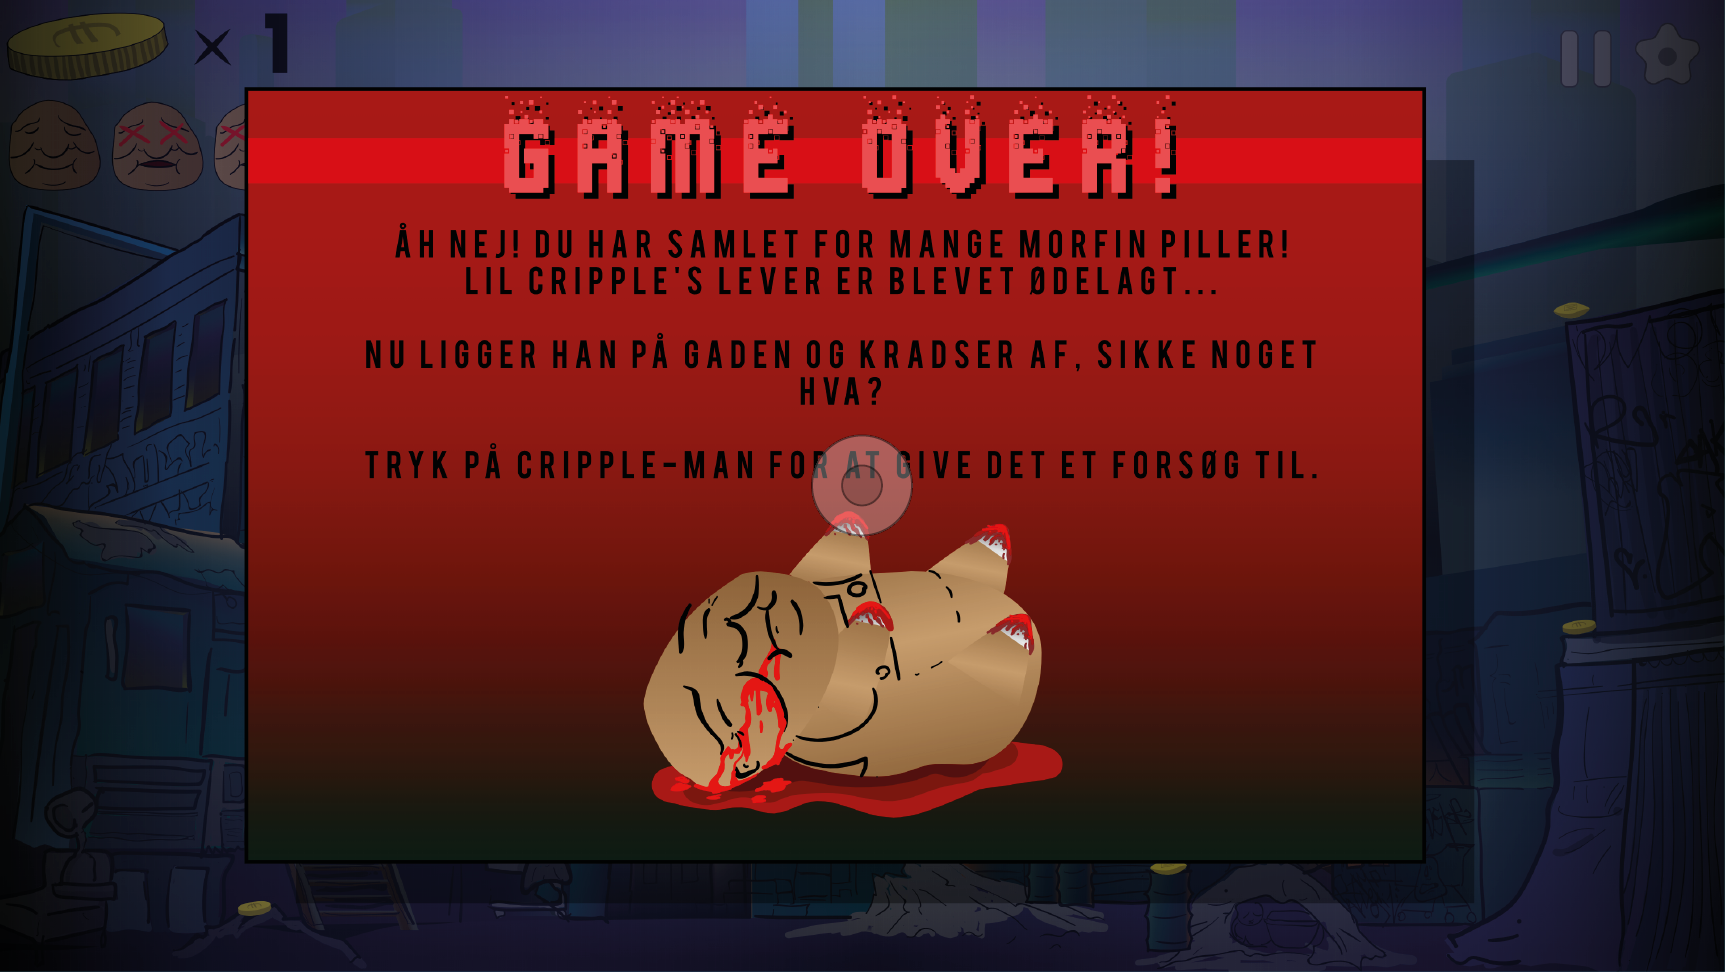 × 1
GAME OVER!
ÅH NEJ! DU HAR SAMLET FOR MANGE MORFIN PILLER!
LIL CRIPPLE'S LEVER ER BLEVET ØDELAGT...
NU LIGGER HAN PÅ GADEN OG KRADSER AF, SIKKE NOGET
HVA?
TRYK PÅ CRIPPLE-MAN FOR AT GIVE DET ET FORSØG TIL.